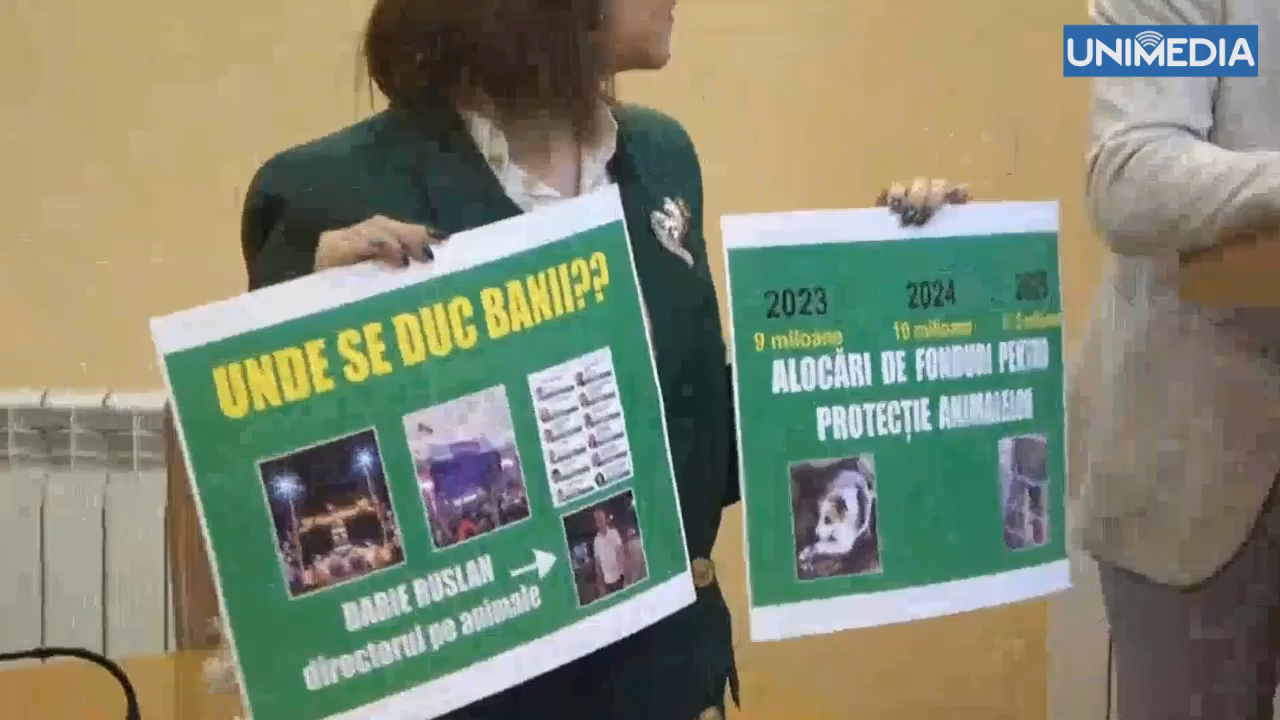 UNIMEDIA
UNDE SE DUC BANII??
DARIE RUSLAN
directorul pe animale
2023 2024 2025
9 milioane 10 milioane
ALOCĂRI DE FONDURI PENTRU
PROTECȚIE ANIMALELOR